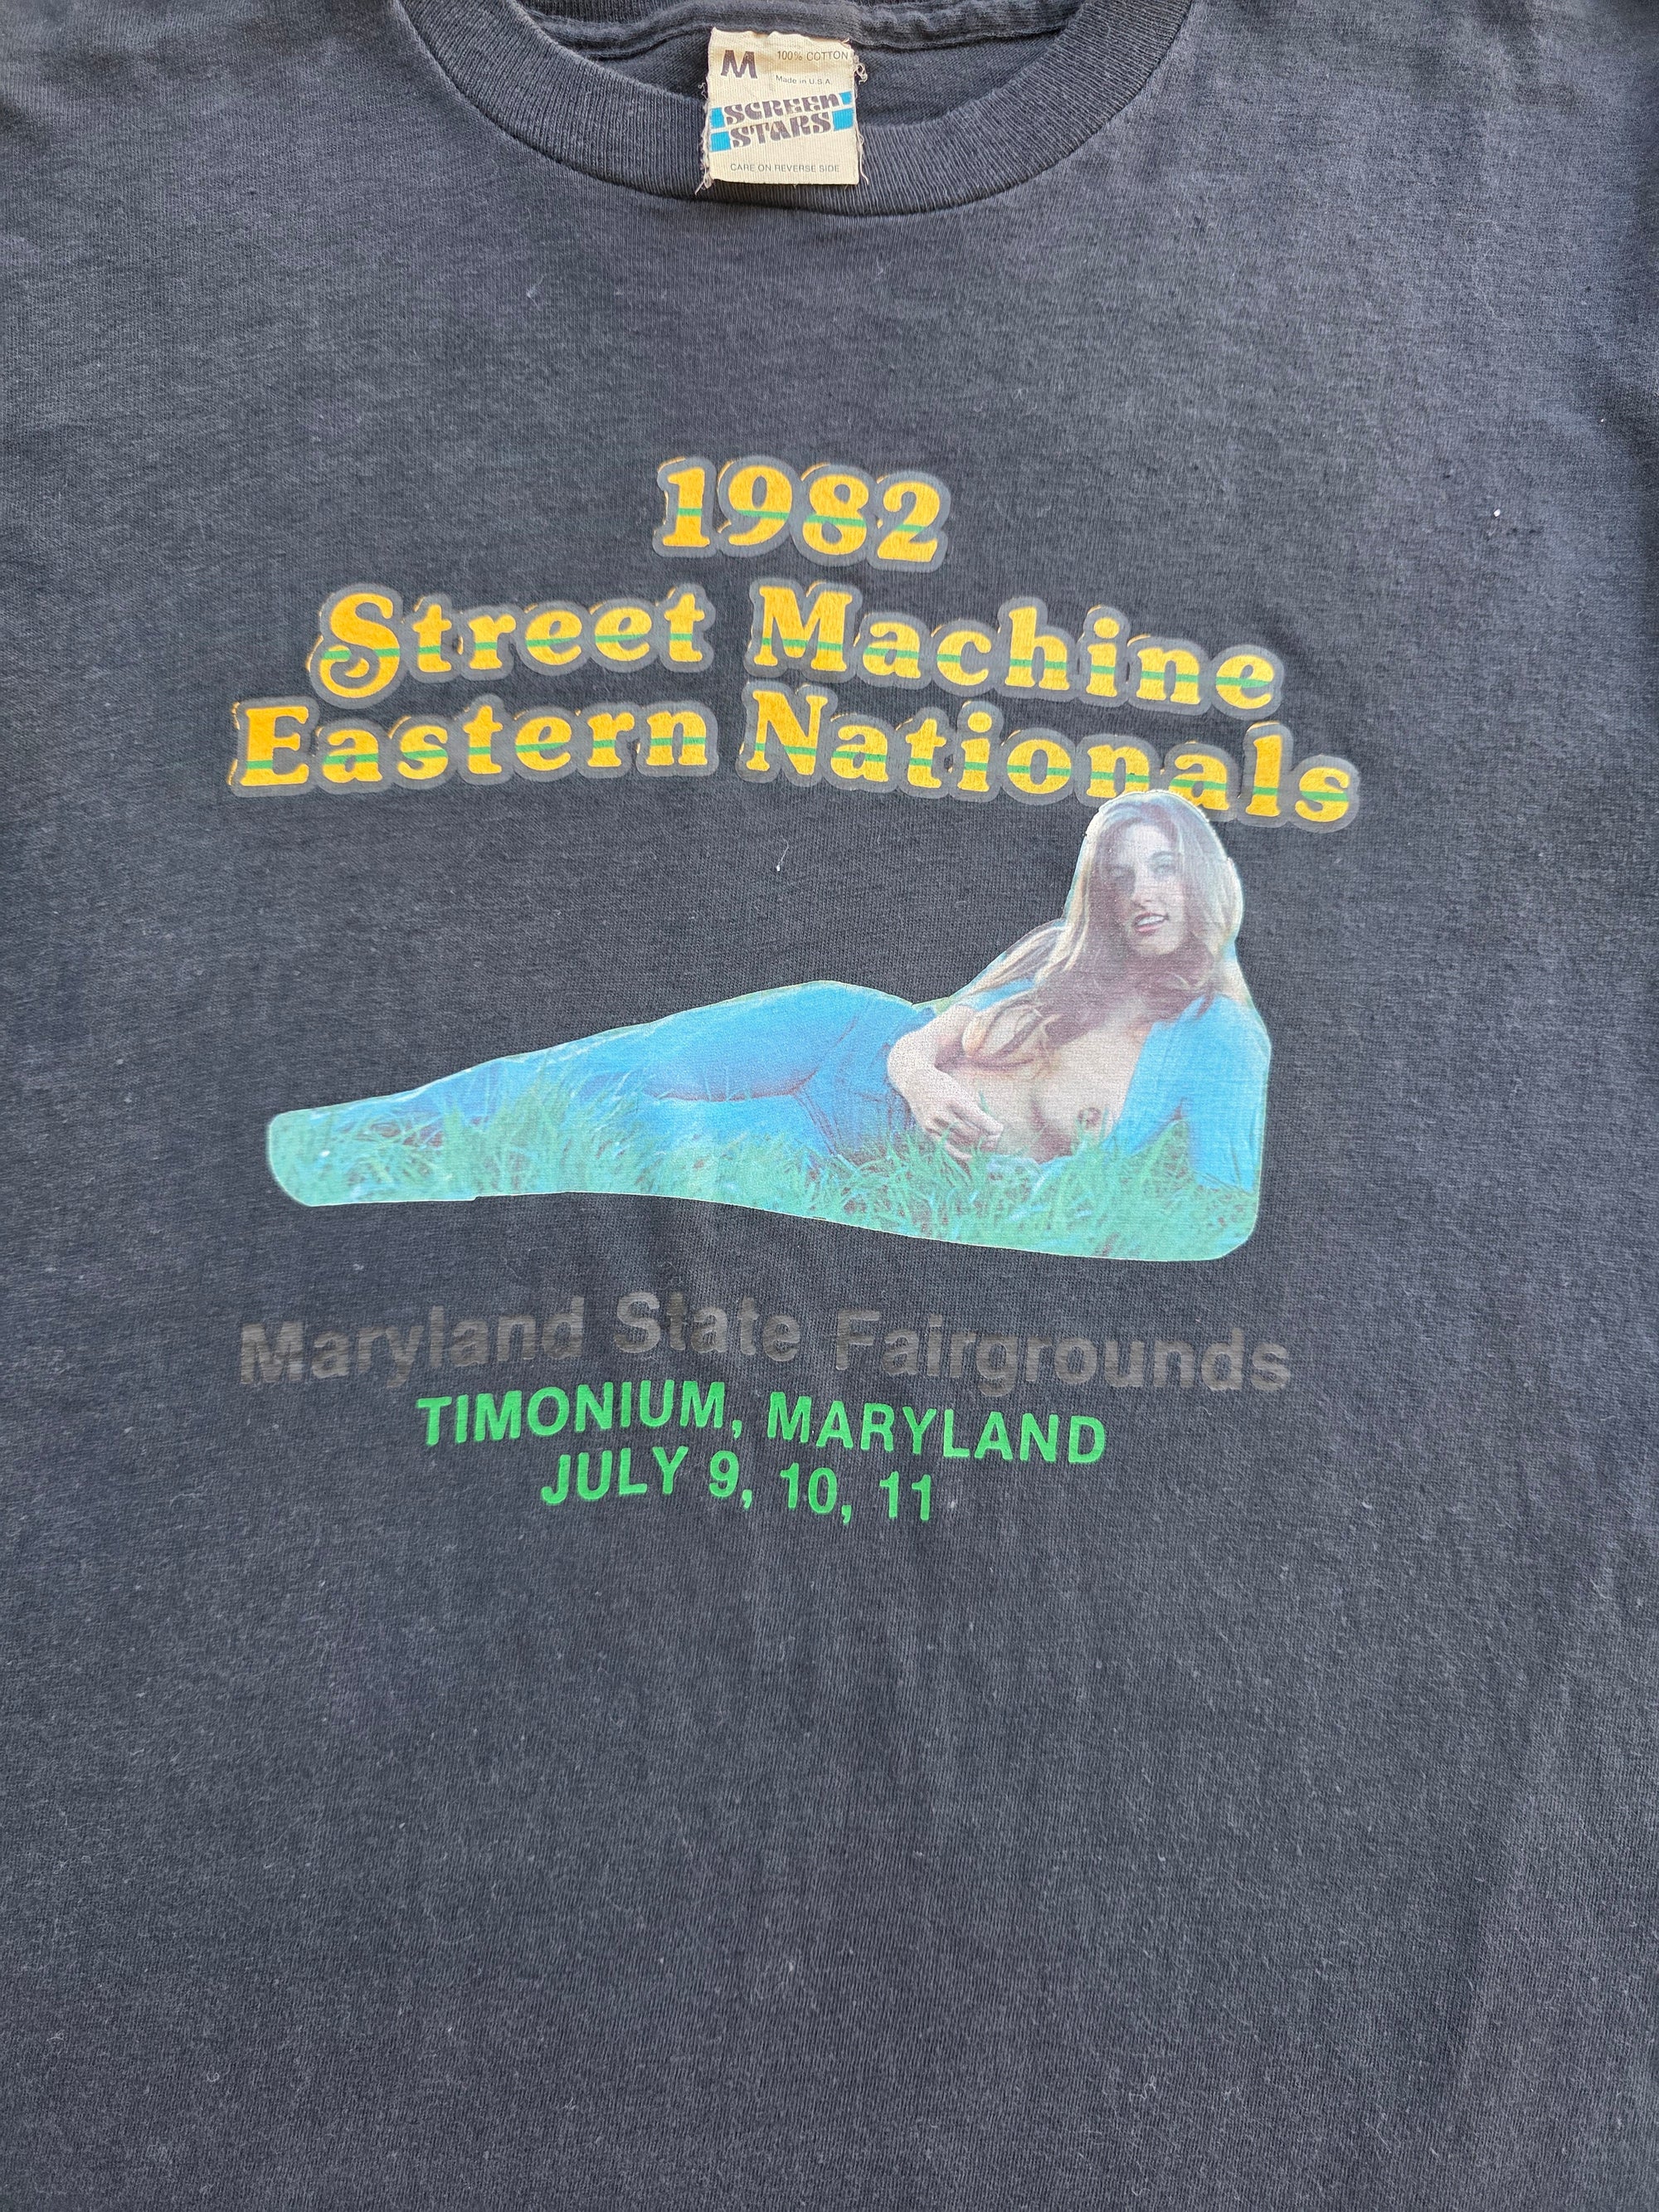 M 100% COTTON
Made in U.S.A.
SCREEN
STARS
CARE ON REVERSE SIDE
1982
Street Machine
Eastern Nationals
Maryland State Fairgrounds
TIMONIUM, MARYLAND
JULY 9, 10, 11